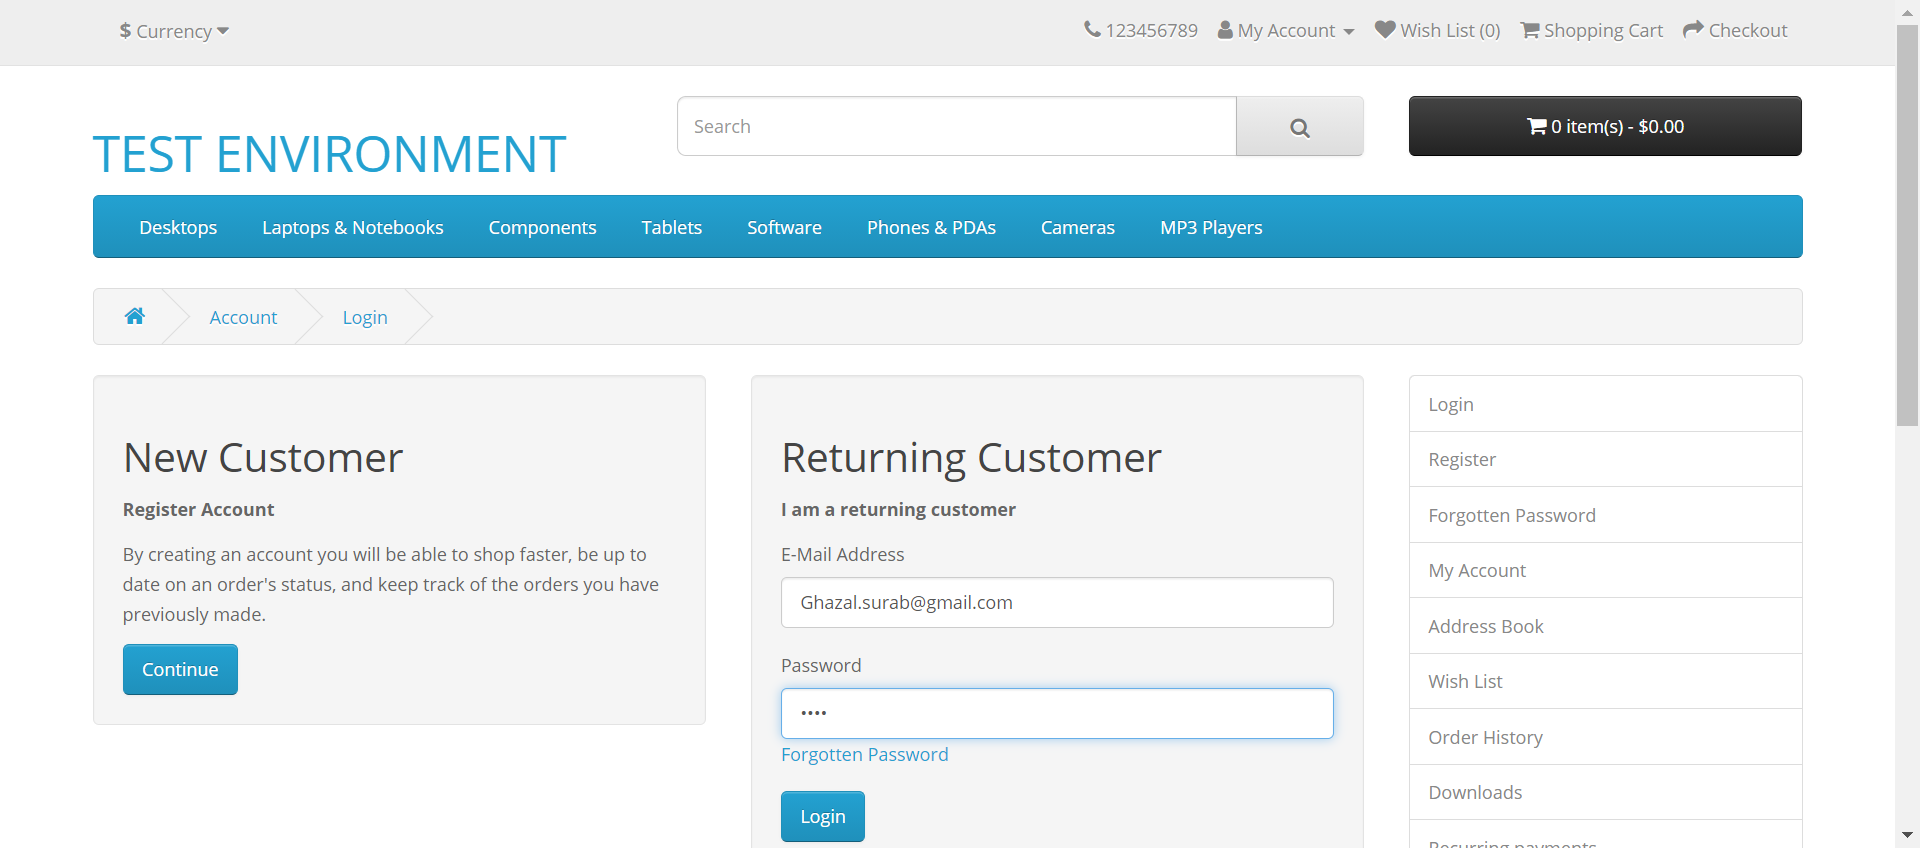 $ Currency
123456789 My Account Wish List (0) Shopping Cart Checkout
TEST ENVIRONMENT
Search
0 item(s) - $0.00
Desktops Laptops & Notebooks Components Tablets Software Phones & PDAs Cameras MP3 Players
Account Login
New Customer
Register Account
By creating an account you will be able to shop faster, be up to
date on an order's status, and keep track of the orders you have
previously made.
Continue
Returning Customer
I am a returning customer
E-Mail Address
Ghazal.surab@gmail.com
Password
••••
Forgotten Password
Login
Login
Register
Forgotten Password
My Account
Address Book
Wish List
Order History
Downloads
Recurring payments